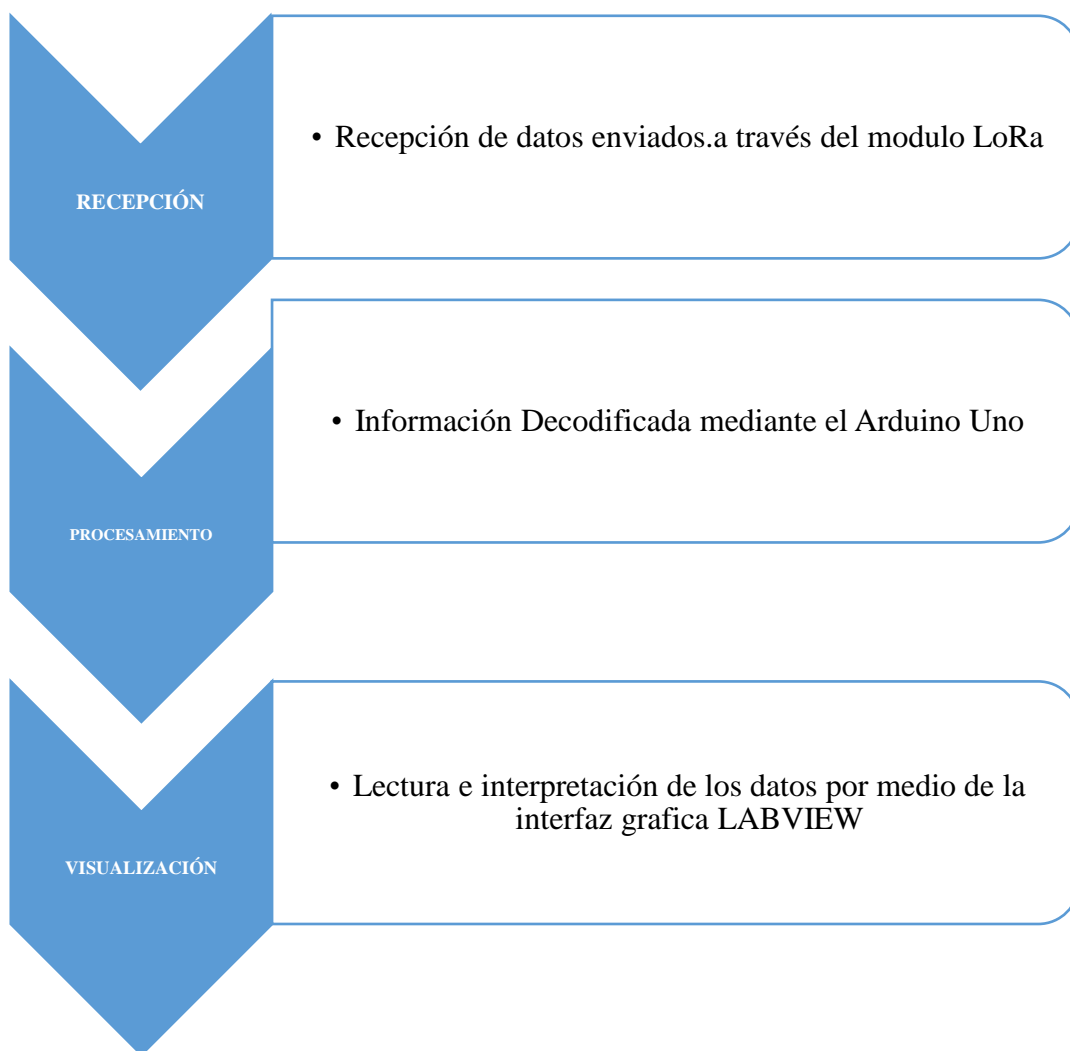 RECEPCIÓN
• Recepción de datos enviados.a través del modulo LoRa
PROCESAMIENTO
• Información Decodificada mediante el Arduino Uno
VISUALIZACIÓN
• Lectura e interpretación de los datos por medio de la
interfaz grafica LABVIEW